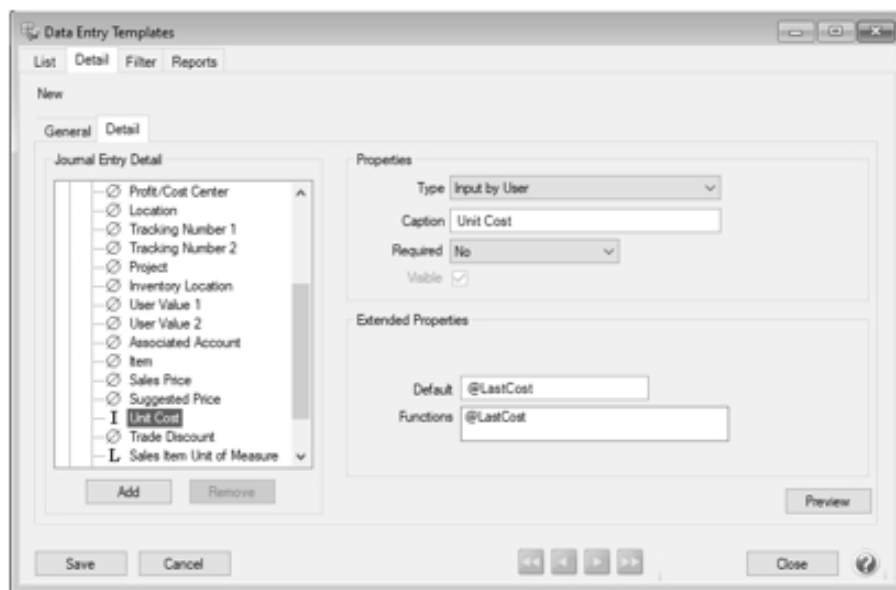 Data Entry Templates
List Detail Filter Reports
New
General Detail
Journal Entry Detail
Profit/Cost Center
Location
Tracking Number 1
Tracking Number 2
Project
Inventory Location
User Value 1
User Value 2
Associated Account
Item
Sales Price
Suggested Price
I Unit Cost
Trade Discount
L Sales Item Unit of Measure
Add Remove
Properties
Type Input by User
Caption Unit Cost
Required No
Visible
Extended Properties
Default @LastCost
Functions @LastCost
Preview
Save Cancel Close